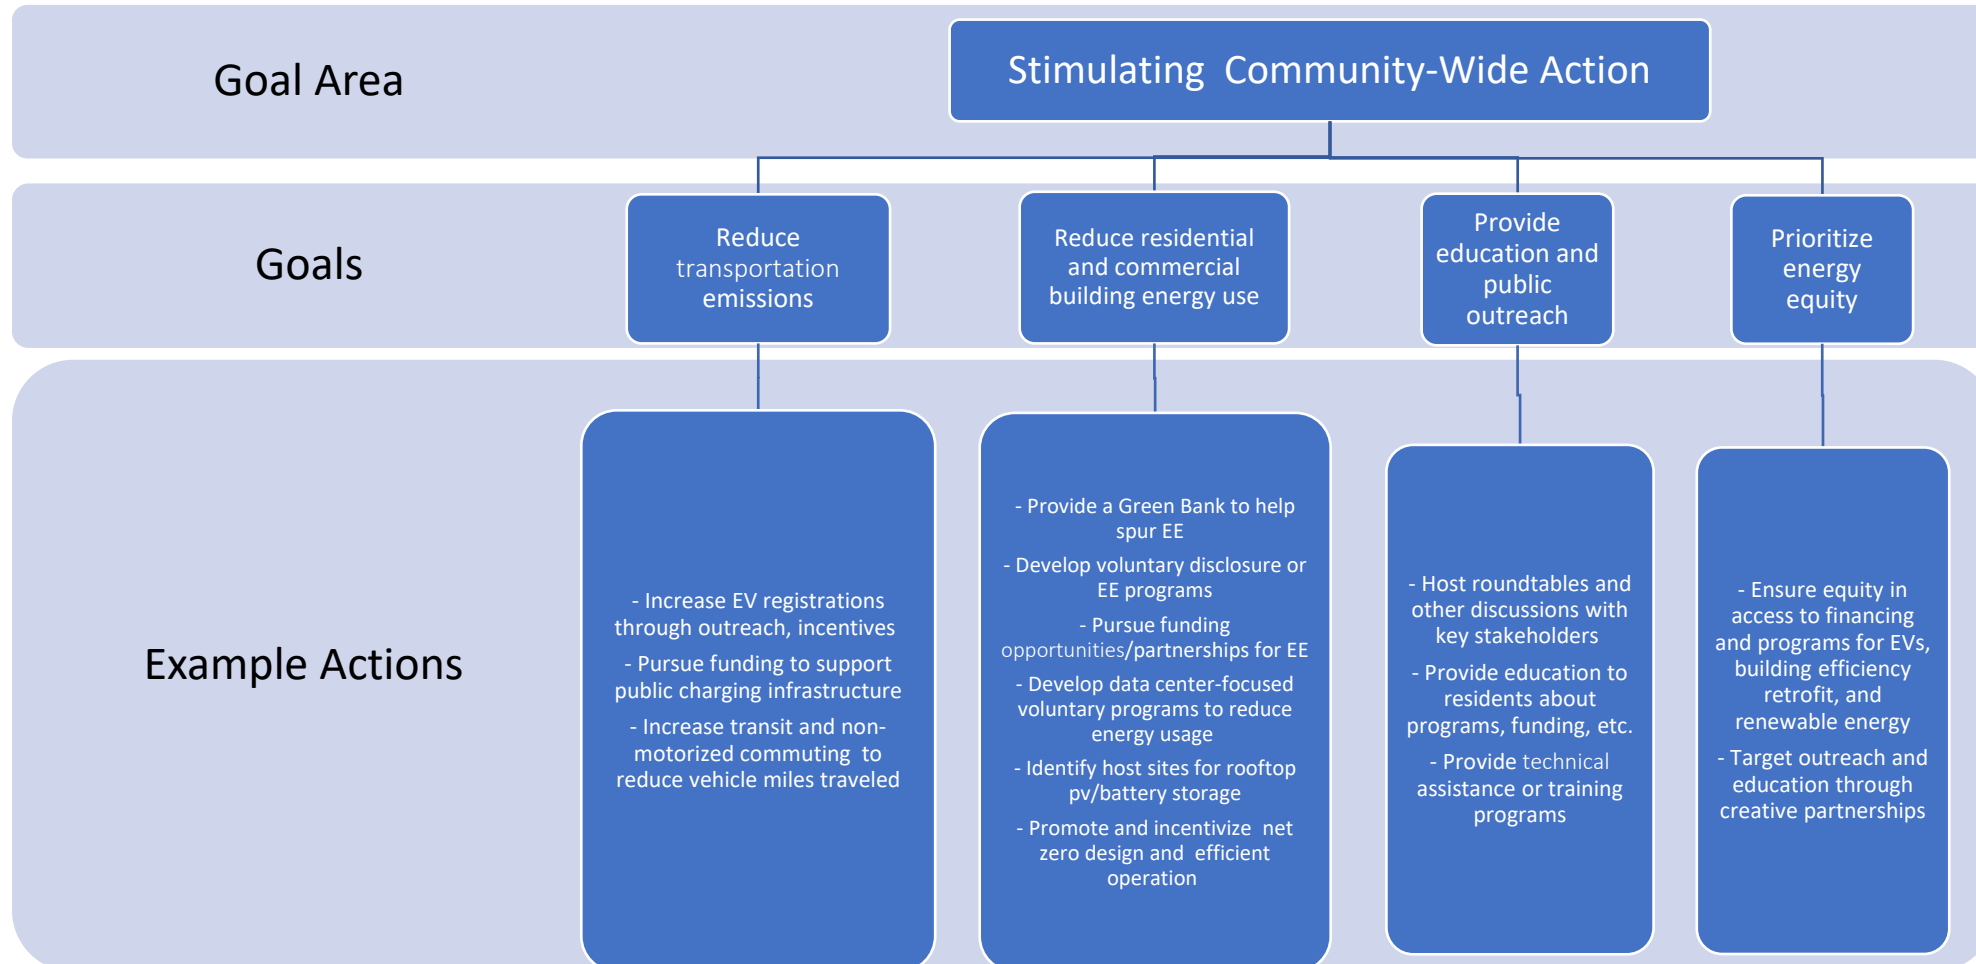 Goal Area
Stimulating  Community-Wide Action
Goals
Reduce
transportation
emissions
Reduce residential
and commercial
building energy use
Provide
education and
public
outreach
Prioritize
energy
equity
Example Actions
- Increase EV registrations
through outreach, incentives
- Pursue funding to support
public charging infrastructure
- Increase transit and non-
motorized commuting  to
reduce vehicle miles traveled
- Provide a Green Bank to help
spur EE
- Develop voluntary disclosure or
EE programs
- Pursue funding
opportunities/partnerships for EE
- Develop data center-focused
voluntary programs to reduce
energy usage
- Identify host sites for rooftop
pv/battery storage
- Promote and incentivize  net
zero design and  efficient
operation
- Host roundtables and
other discussions with
key stakeholders
- Provide education to
residents about
programs, funding, etc.
- Provide technical
assistance or training
programs
- Ensure equity in
access to financing
and programs for EVs,
building efficiency
retrofit, and
renewable energy
- Target outreach and
education through
creative partnerships